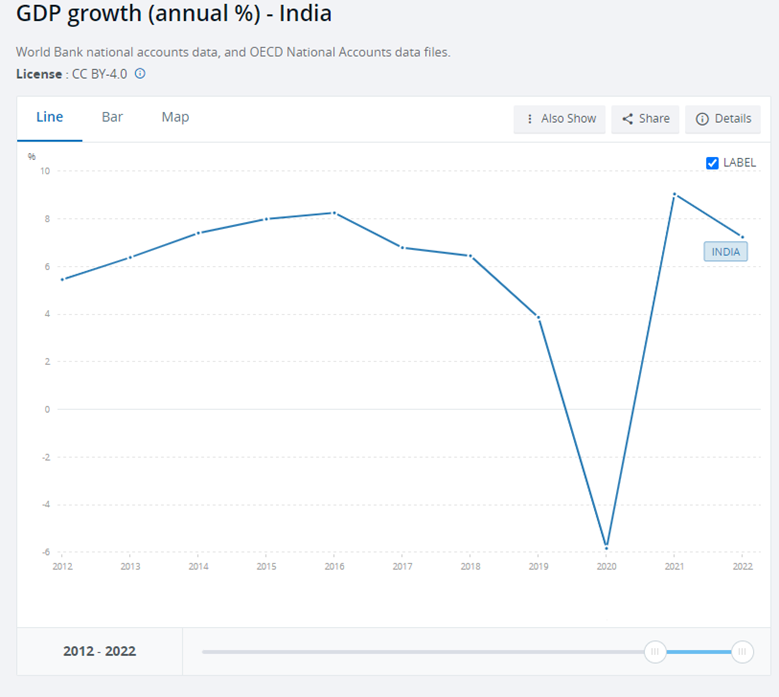 GDP growth (annual %) - India
World Bank national accounts data, and OECD National Accounts data files.
License : CC BY-4.0
Line Bar Map Also Show Share Details
%
LABEL
10
8
6
4
2
0
-2
-4
-6
INDIA
2012 2013 2014 2015 2016 2017 2018 2019 2020 2021 2022
2012 - 2022